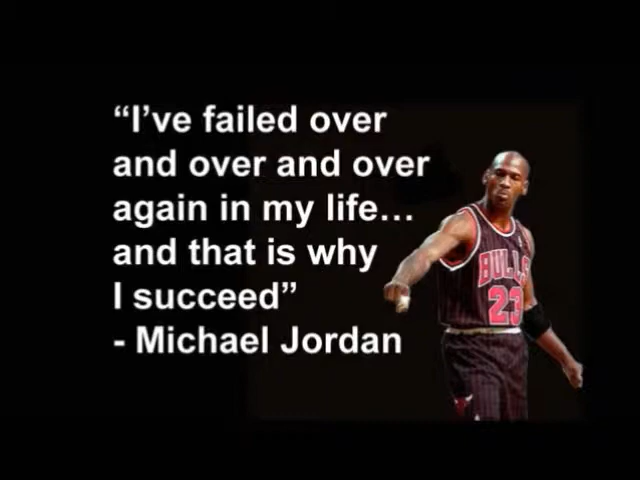 “I’ve failed over
and over and over
again in my life...
and that is why
I succeed”
- Michael Jordan
BULLS
23